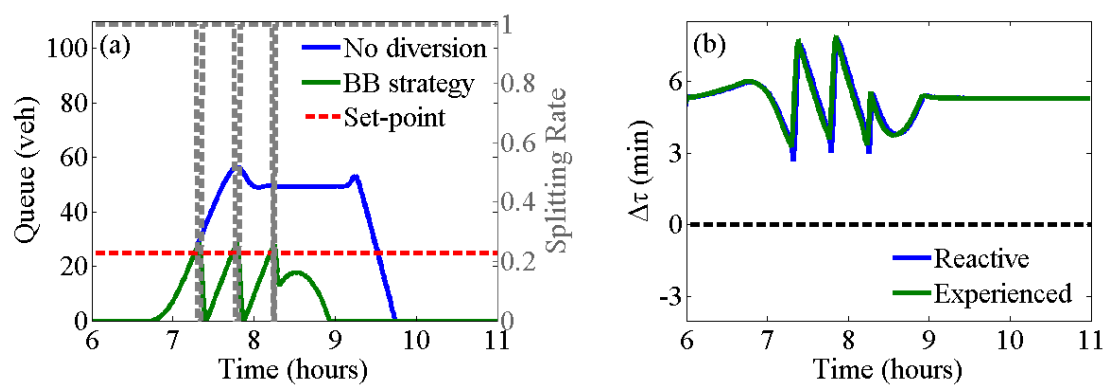 (a)
No diversion
BB strategy
Set-point
Queue (veh)
100
80
60
40
20
0
6 7 8 9 10 11
Time (hours)
1
0.8
0.6
0.4
0.2
0
Splitting Rate
(b)
Δτ (min)
6
3
0
-3
Reactive
Experienced
6 7 8 9 10 11
Time (hours)